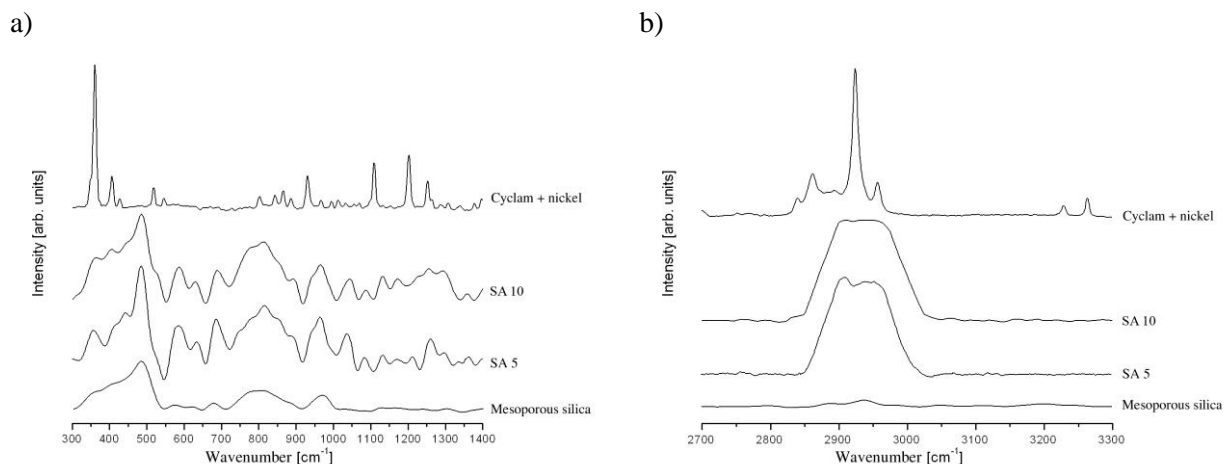 a)
Intensity [arb. units]
Cyclam + nickel
SA 10
SA 5
Mesoporous silica
300 400 500 600 700 800 900 1000 1100 1200 1300 1400
Wavenumber [cm-1]
b)
Intensity [arb. units]
Cyclam + nickel
SA 10
SA 5
Mesoporous silica
2700 2800 2900 3000 3100 3200 3300
Wavenumber [cm-1]